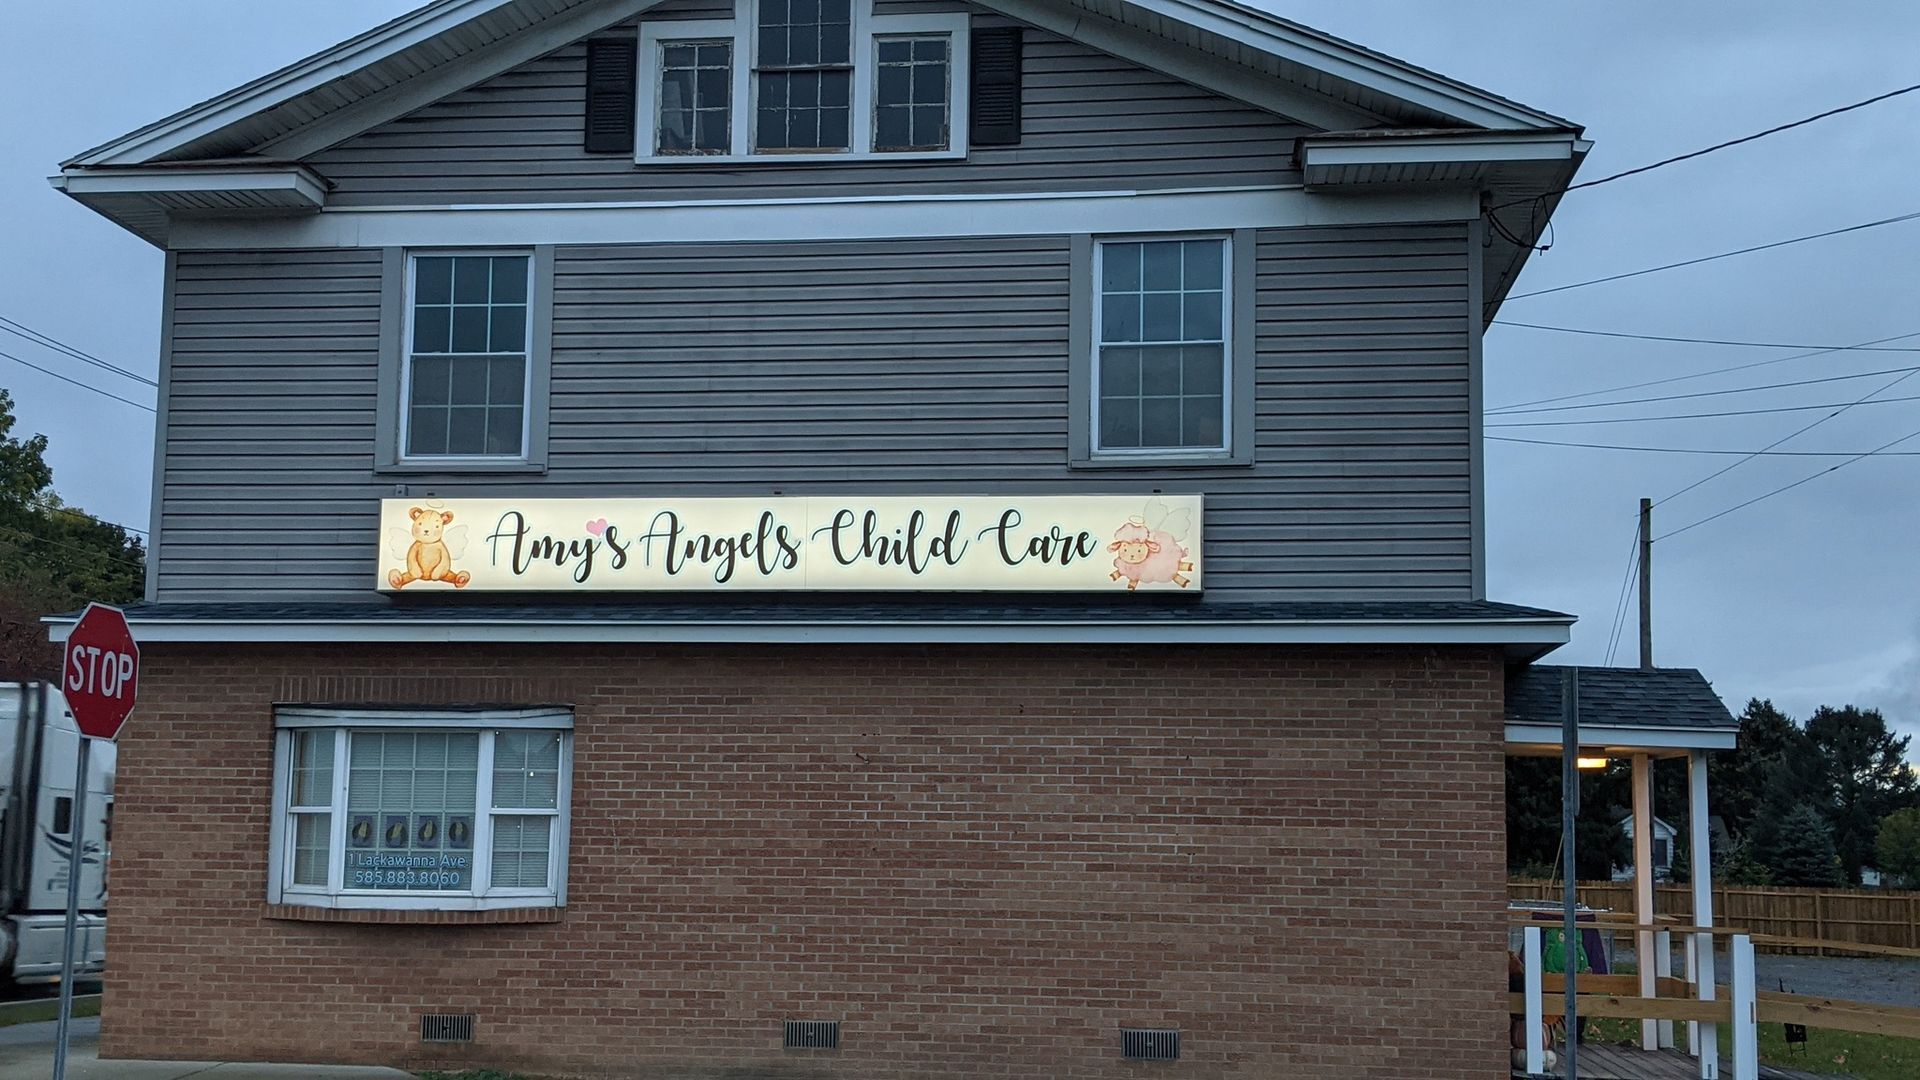 Amy's Angels Child Care
STOP
1 Lackawanna Ave.
585.883.8060